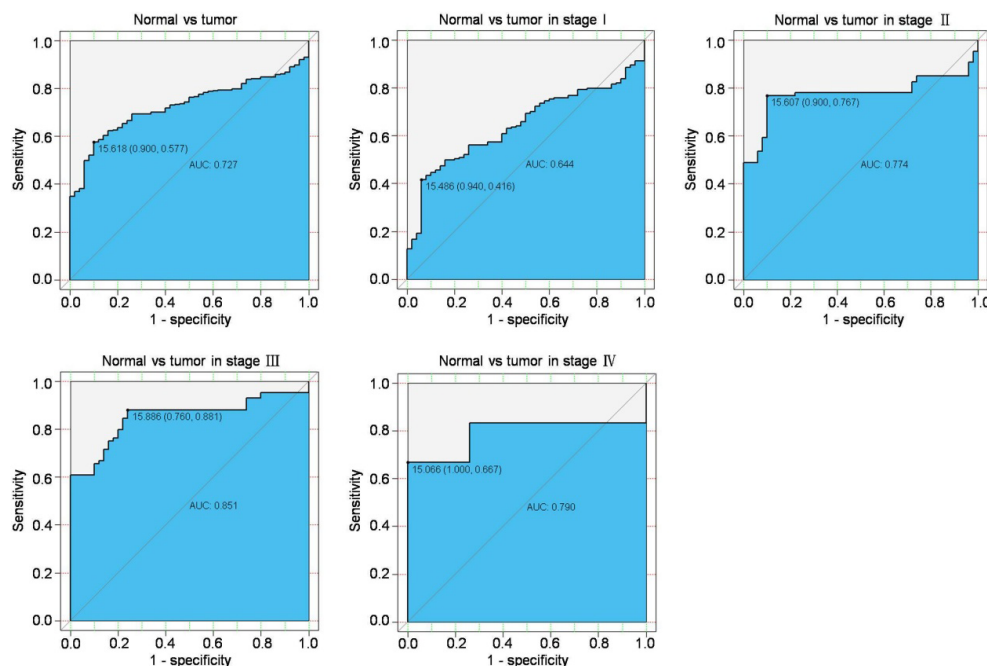 Normal vs tumor
1.0
0.8
0.6
0.4
0.2
0.0
Sensitivity
15.618 (0.900, 0.577)
AUC: 0.727
0.0 0.2 0.4 0.6 0.8 1.0
1 - specificity
Normal vs tumor in stage I
1.0
0.8
0.6
0.4
0.2
0.0
Sensitivity
15.486 (0.940, 0.416)
AUC: 0.644
0.0 0.2 0.4 0.6 0.8 1.0
1 - specificity
Normal vs tumor in stage II
1.0
0.8
0.6
0.4
0.2
0.0
Sensitivity
15.607 (0.900, 0.767)
AUC: 0.774
0.0 0.2 0.4 0.6 0.8 1.0
1 - specificity
Normal vs tumor in stage III
1.0
0.8
0.6
0.4
0.2
0.0
Sensitivity
15.886 (0.760, 0.881)
AUC: 0.851
0.0 0.2 0.4 0.6 0.8 1.0
1 - specificity
Normal vs tumor in stage IV
1.0
0.8
0.6
0.4
0.2
0.0
Sensitivity
15.066 (1.000, 0.667)
AUC: 0.790
0.0 0.2 0.4 0.6 0.8 1.0
1 - specificity